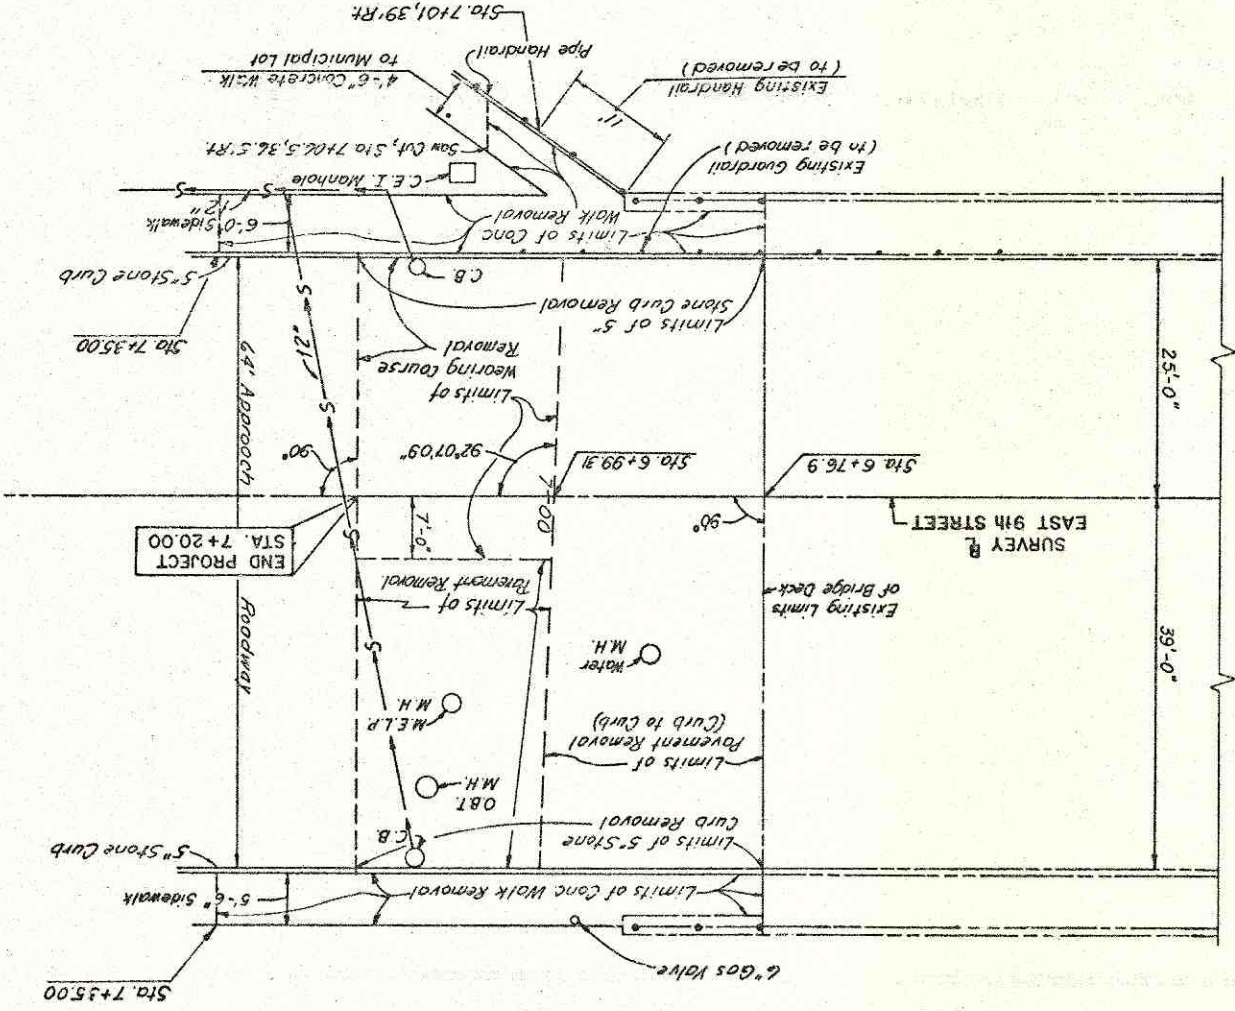 Sta. 7+35.00
6" Gas Valve
5'-6" Sidewalk
Limits of Conc Walk Removal
5" Stone Curb
Limits of 5" Stone
Curb Removal
C.B.
O.B.T.
M.H.
Limits of
Pavement Removal
(Curb to Curb)
M.E.L.P.
M.H.
Water
M.H.
39'-0"
Roadway
Existing Limits
of Bridge Deck
Limits of
Pavement Removal
S
END PROJECT
STA. 7+20.00
7'-0"
SURVEY ℞
EAST 9th STREET
90°
S
7+00
Sta. 6+76.9
Sta. 6+99.31
92°07'09"
90°
64' Approach
Limits of
Wearing Course
Removal
S
12"
25'-0"
Sta 7+35.00
Limits of 5"
Stone Curb Removal
S
C.B.
5" Stone Curb
Limits of Conc
Walk Removal
6'-0" Sidewalk
12"
S
S
C.E.I. Manhole
Existing Guardrail
(to be removed)
Saw Cut, Sta 7+06.5, 36.5' Rt.
11'
Existing Handrail
(to be removed)
4'-6" Concrete Walk
to Municipal Lot
Pipe Handrail
Sta. 7+01, 39' Rt.